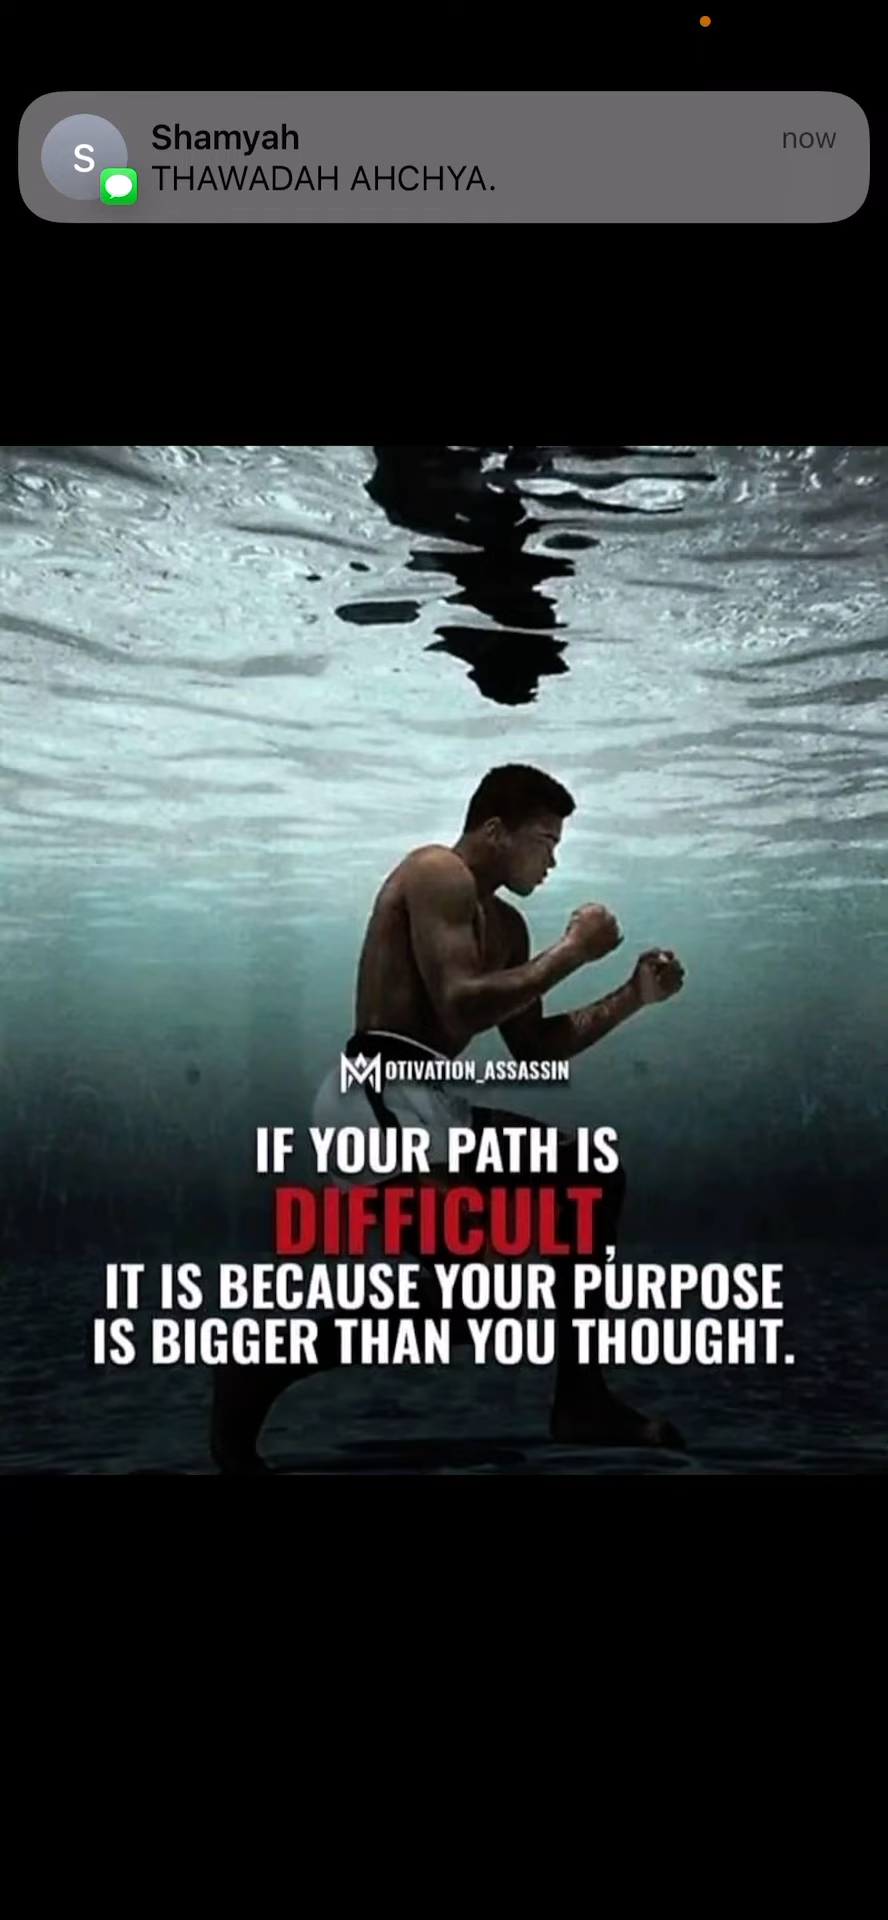 S
Shamyah
now
THAWADAH AHCHYA.
MOTIVATION_ASSASSIN
IF YOUR PATH IS
DIFFICULT,
IT IS BECAUSE YOUR PURPOSE
IS BIGGER THAN YOU THOUGHT.